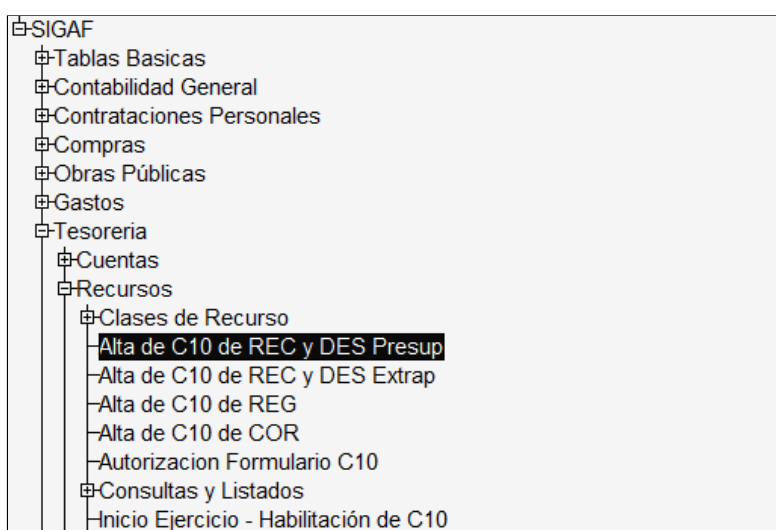 SIGAF
Tablas Basicas
Contabilidad General
Contrataciones Personales
Compras
Obras Públicas
Gastos
Tesoreria
Cuentas
Recursos
Clases de Recurso
Alta de C10 de REC y DES Presup
Alta de C10 de REC y DES Extrap
Alta de C10 de REG
Alta de C10 de COR
Autorizacion Formulario C10
Consultas y Listados
Inicio Ejercicio - Habilitación de C10